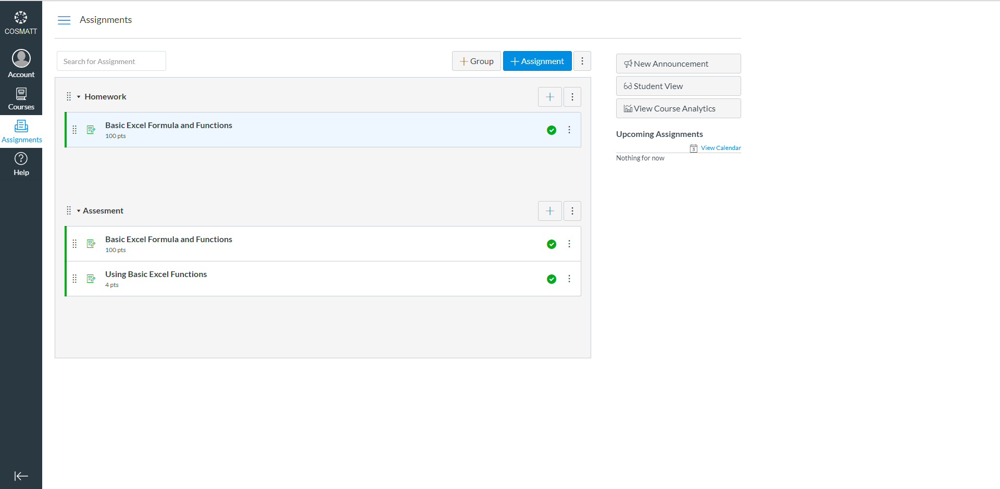 COSMATT
Account
Courses
Assignments
? Help
Assignments
Search for Assignment
Group
Assignment
Homework
Basic Excel Formula and Functions
100 pts
Assesment
Basic Excel Formula and Functions
100 pts
Using Basic Excel Functions
4 pts
New Announcement
Student View
View Course Analytics
Upcoming Assignments
3 View Calendar
Nothing for now